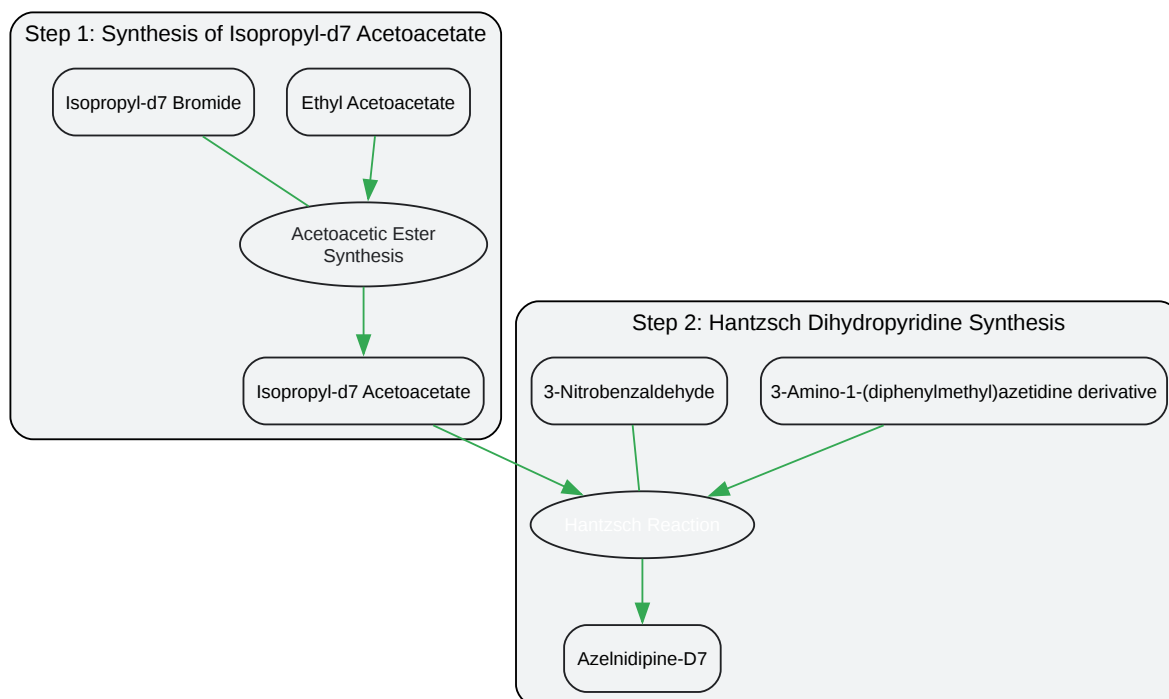 Step 1: Synthesis of Isopropyl-d7 Acetoacetate
Isopropyl-d7 Bromide
Ethyl Acetoacetate
Acetoacetic Ester
Synthesis
Isopropyl-d7 Acetoacetate
Step 2: Hantzsch Dihydropyridine Synthesis
3-Nitrobenzaldehyde
3-Amino-1-(diphenylmethyl)azetidine derivative
Hantzsch Reaction
Azelnidipine-D7